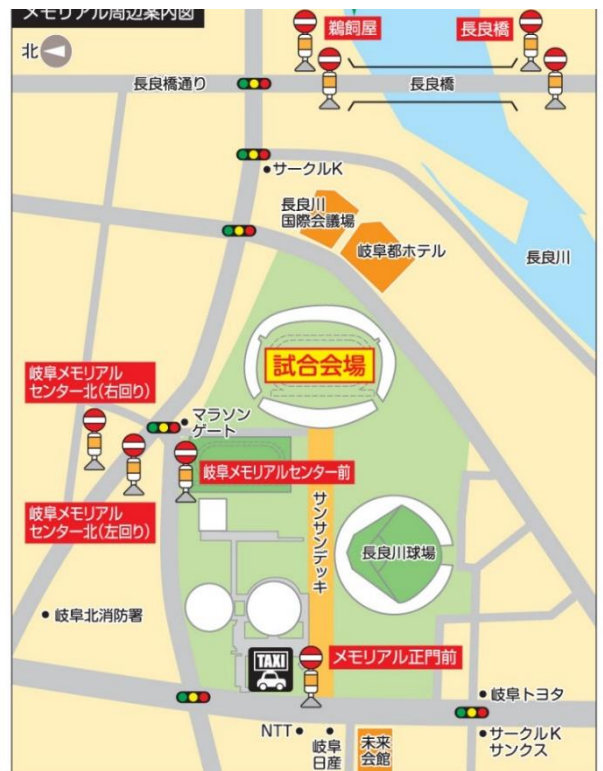 メモリアル周辺案内図
北
鵜飼屋
長良橋
長良橋通り
長良橋
サークルK
長良川
国際会議場
岐阜都ホテル
長良川
試合会場
岐阜メモリアル
センター北(右回り)
マラソン
ゲート
岐阜メモリアルセンター前
岐阜メモリアル
センター北(左回り)
サンサンデッキ
長良川球場
岐阜北消防署
TAXI
メモリアル正門前
岐阜トヨタ
NTT
岐阜
日産
未来
会館
サークルK
サンクス